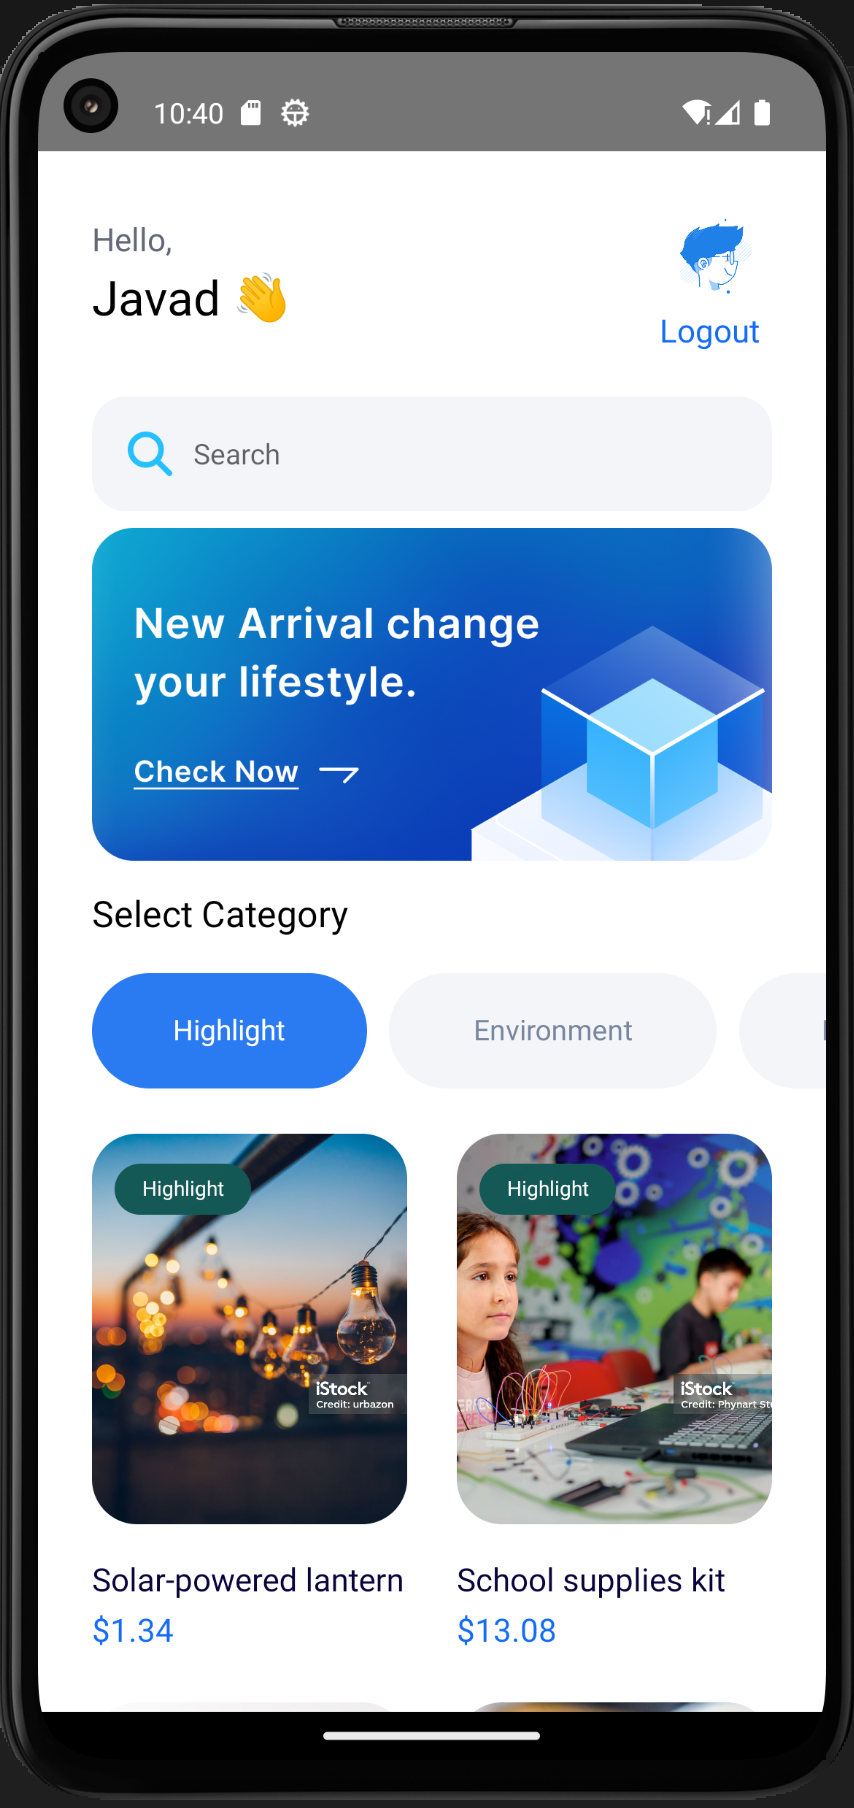 10:40
Hello,
Javad 👋
Logout
Search
New Arrival change
your lifestyle.
Check Now
Select Category
Highlight
Environment
Highlight
iStock
Credit: urbazon
Highlight
iStock
Credit: Phynart
Solar-powered lantern
$1.34
School supplies kit
$13.08